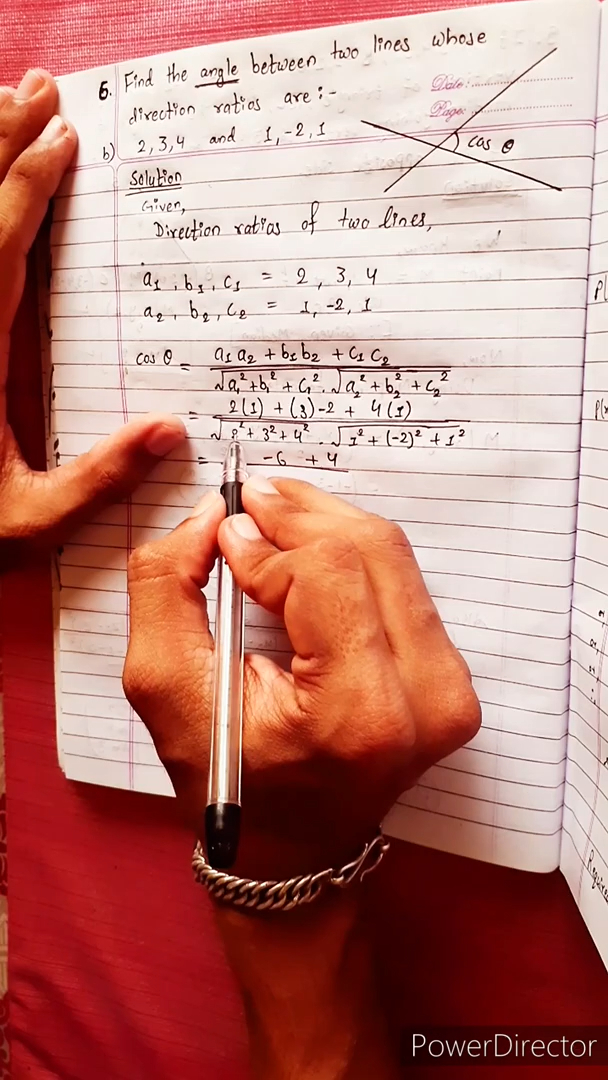 6. Find the angle between two lines whose
direction ratios are :-
Date:
Page:
b) 2, 3, 4 and 1, -2, 1
cos θ
Solution
Given,
Direction ratios of two lines,
a₁, b₁, c₁ = 2, 3, 4
a₂, b₂, c₂ = 1, -2, 1
cos θ = a₁a₂ + b₁b₂ + c₁c₂
√a₁² + b₁² + c₁² . √a₂² + b₂² + c₂²
= 2(1) + (3)-2 + 4(1)
√2² + 3² + 4² . √1² + (-2)² + 1²
= -6 + 4
PowerDirector